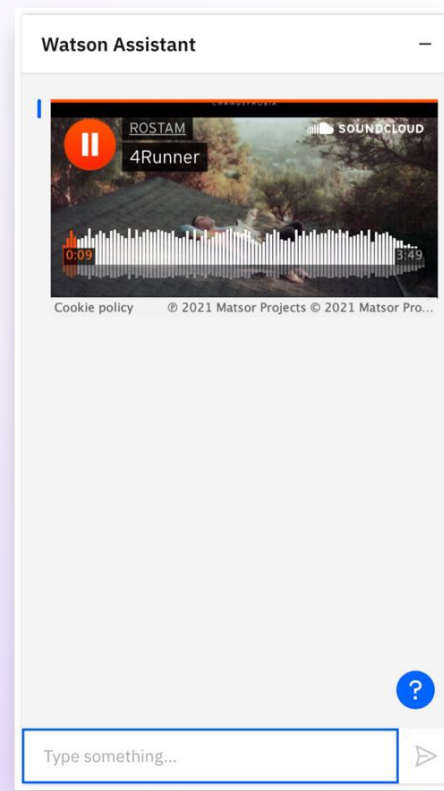 Watson Assistant
CHANGEPHOBIA
ROSTAM
SOUNDCLOUD
4Runner
0:09
3:49
Cookie policy ℗ 2021 Matsor Projects © 2021 Matsor Pro...
?
Type something...